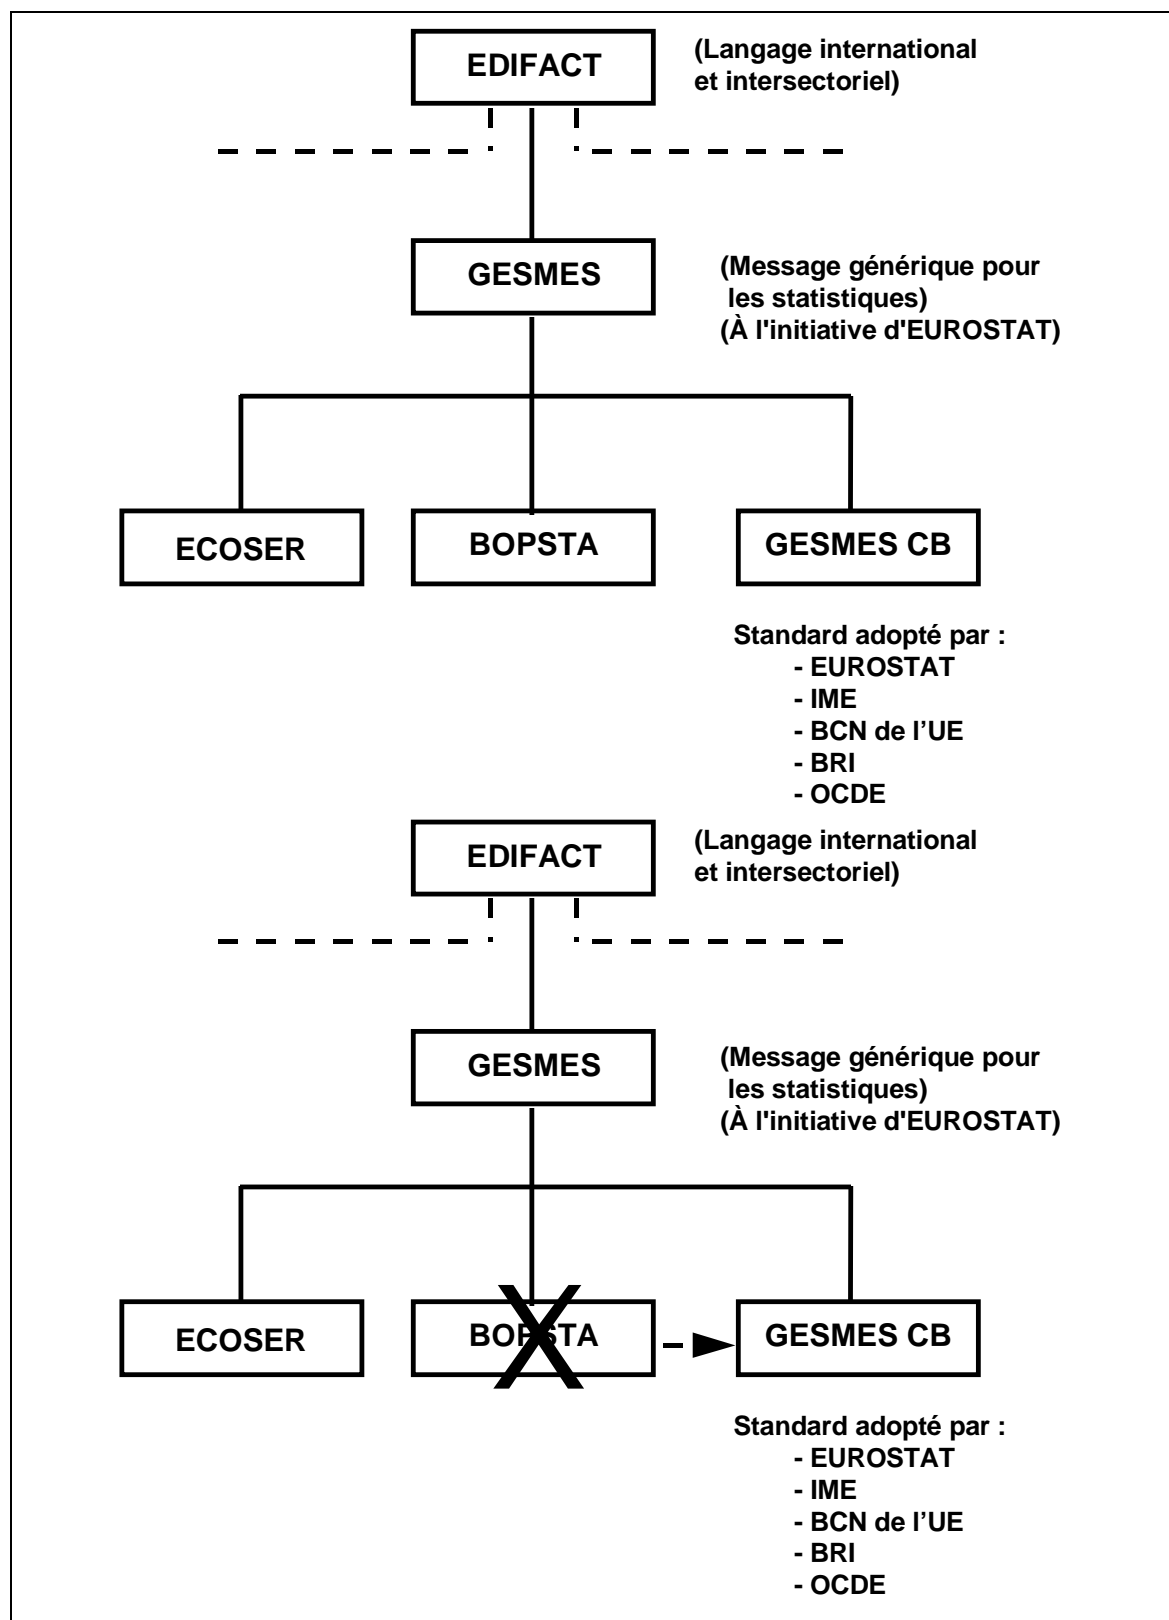 EDIFACT
(Langage international
et intersectoriel)
GESMES
(Message générique pour
les statistiques)
(À l'initiative d'EUROSTAT)
ECOSER
BOPSTA
GESMES CB
Standard adopté par :
- EUROSTAT
- IME
- BCN de l’UE
- BRI
- OCDE
EDIFACT
(Langage international
et intersectoriel)
GESMES
(Message générique pour
les statistiques)
(À l'initiative d'EUROSTAT)
ECOSER
BOPSTA
GESMES CB
Standard adopté par :
- EUROSTAT
- IME
- BCN de l’UE
- BRI
- OCDE